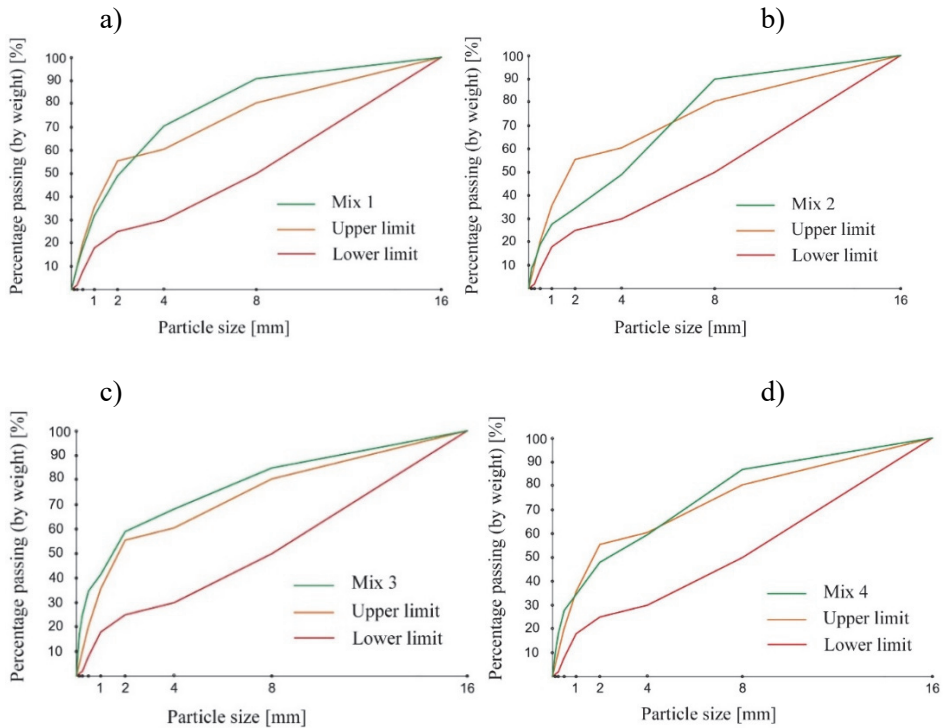 a)
Percentage passing (by weight) [%]
100
90
80
70
60
50
40
30
20
10
Mix 1
Upper limit
Lower limit
1 2 4 8 16
Particle size [mm]
b)
Percentage passing (by weight) [%]
100
90
80
70
60
50
40
30
20
10
Mix 2
Upper limit
Lower limit
1 2 4 8 16
Particle size [mm]
c)
Percentage passing (by weight) [%]
100
90
80
70
60
50
40
30
20
10
Mix 3
Upper limit
Lower limit
1 2 4 8 16
Particle size [mm]
d)
Percentage passing (by weight) [%]
100
90
80
70
60
50
40
30
20
10
Mix 4
Upper limit
Lower limit
1 2 4 8 16
Particle size [mm]